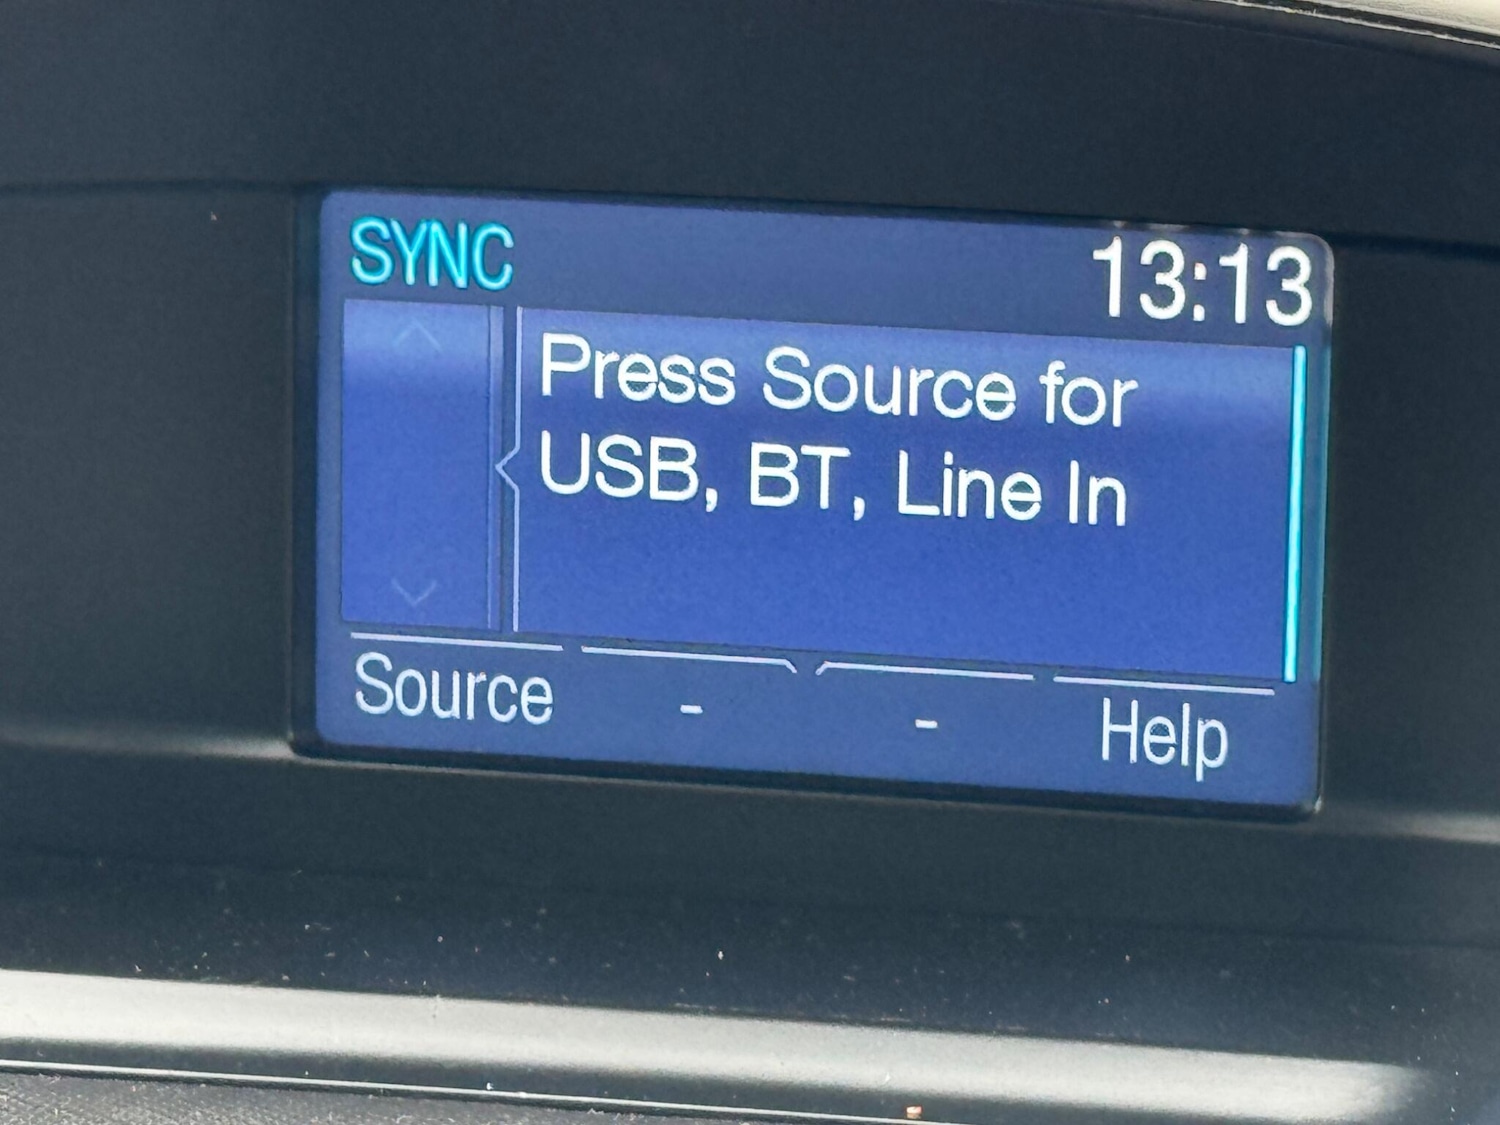 SYNC
13:13
Press Source for
USB, BT, Line In
Source - - Help